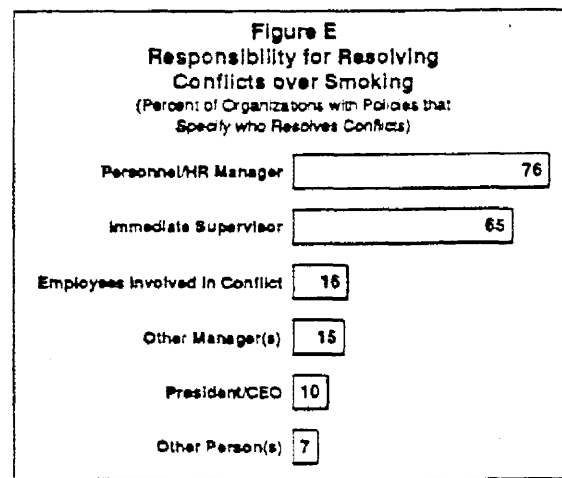 Figure E
Responsibility for Resolving
Conflicts over Smoking
(Percent of Organizations with Policies that
Specify who Resolves Conflicts)
Personnel/HR Manager 76
Immediate Supervisor 65
Employees Involved in Conflict 16
Other Manager(s) 15
President/CEO 10
Other Person(s) 7